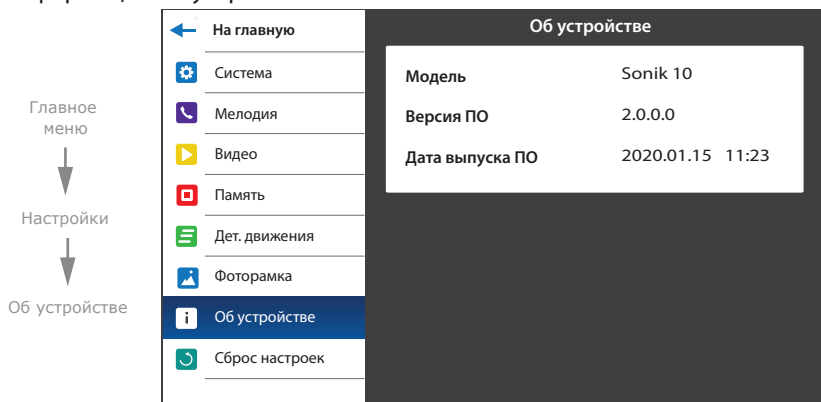 Главное
меню
Настройки
Об устройстве
На главную
Система
Мелодия
Видео
Память
Дет. движения
Фоторамка
Об устройстве
Сброс настроек
Об устройстве
Модель Sonik 10
Версия ПО 2.0.0.0
Дата выпуска ПО 2020.01.15 11:23